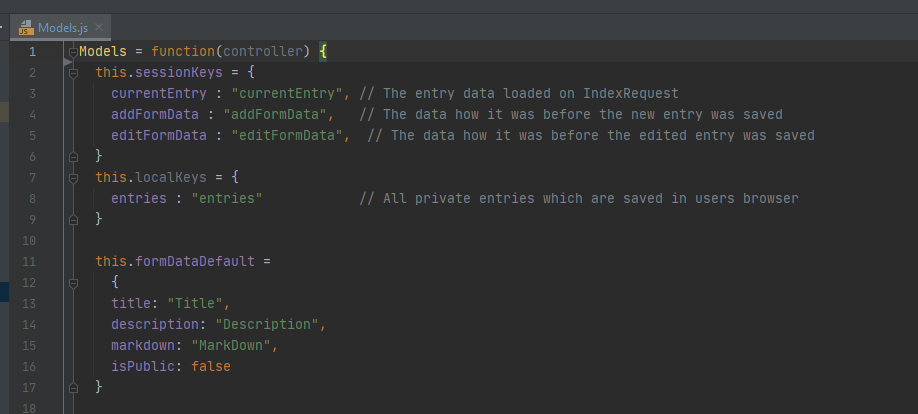 Models.js
1 Models = function(controller) {
2 this.sessionKeys = {
3 currentEntry : "currentEntry", // The entry data loaded on IndexRequest
4 addFormData : "addFormData", // The data how it was before the new entry was saved
5 editFormData : "editFormData", // The data how it was before the edited entry was saved
6 }
7 this.localKeys = {
8 entries : "entries" // All private entries which are saved in users browser
9 }
10
11 this.formDataDefault =
12 {
13 title: "Title",
14 description: "Description",
15 markdown: "MarkDown",
16 isPublic: false
17 }
18